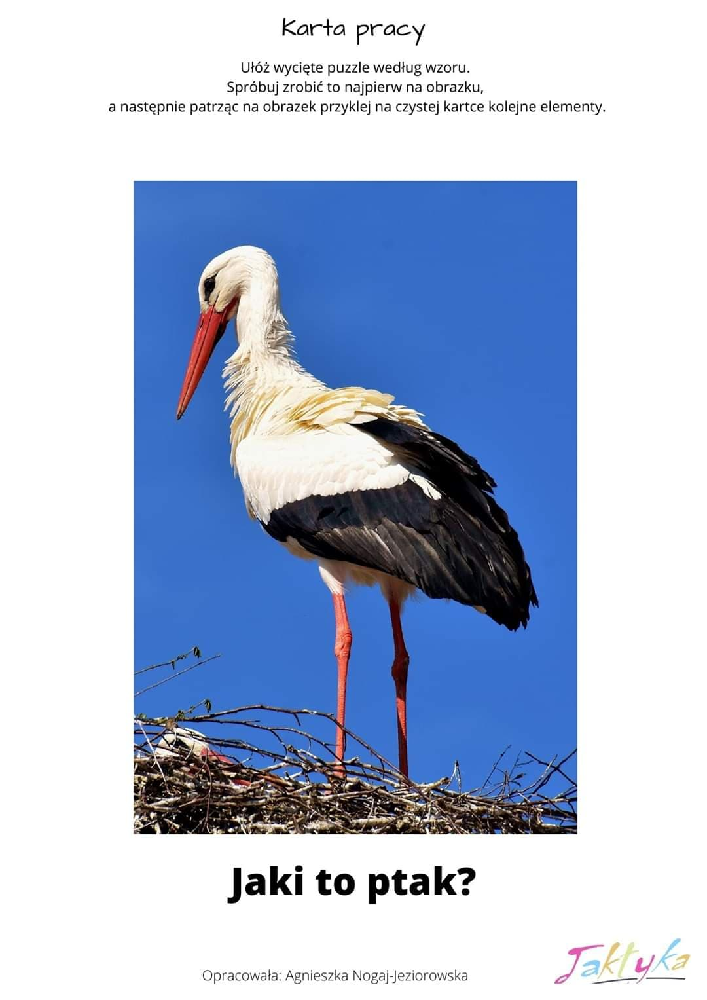 Karta pracy
Ułóż wycięte puzzle według wzoru.
Spróbuj zrobić to najpierw na obrazku,
a następnie patrząc na obrazek przyklej na czystej kartce kolejne elementy.
Jaki to ptak?
Opracowała: Agnieszka Nogaj-Jeziorowska
Jaktyka